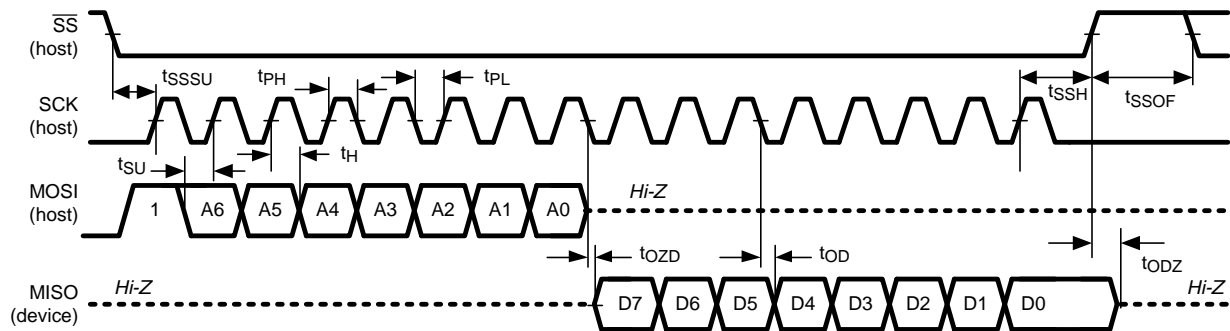 SS
(host)
tSSSU tPH tPL tSSH tSSOF
SCK
(host)
tSU tH
MOSI
(host)
1 A6 A5 A4 A3 A2 A1 A0 Hi-Z
tOZD tOD tODZ
MISO
(device)
Hi-Z D7 D6 D5 D4 D3 D2 D1 D0 Hi-Z